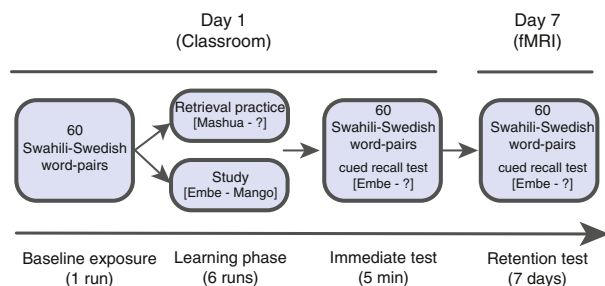 Day 1
(Classroom)
Day 7
(fMRI)
60
Swahili-Swedish
word-pairs
Retrieval practice
[Mashua - ?]
Study
[Embe - Mango]
60
Swahili-Swedish
word-pairs
cued recall test
[Embe - ?]
60
Swahili-Swedish
word-pairs
cued recall test
[Embe - ?]
Baseline exposure
(1 run)
Learning phase
(6 runs)
Immediate test
(5 min)
Retention test
(7 days)